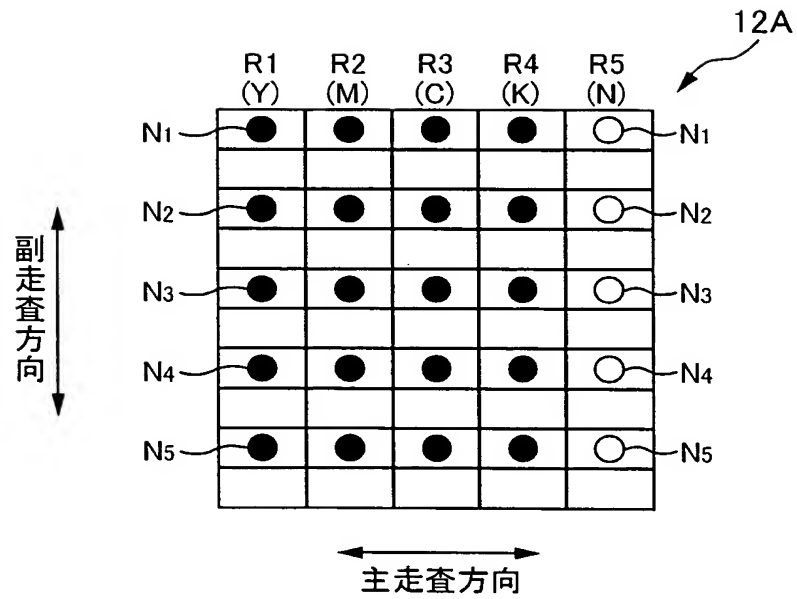 12A
R1 R2 R3 R4 R5
(Y) (M) (C) (K) (N)
N1 N1
N2 N2
N3 N3
N4 N4
N5 N5
副走査方向
主走査方向